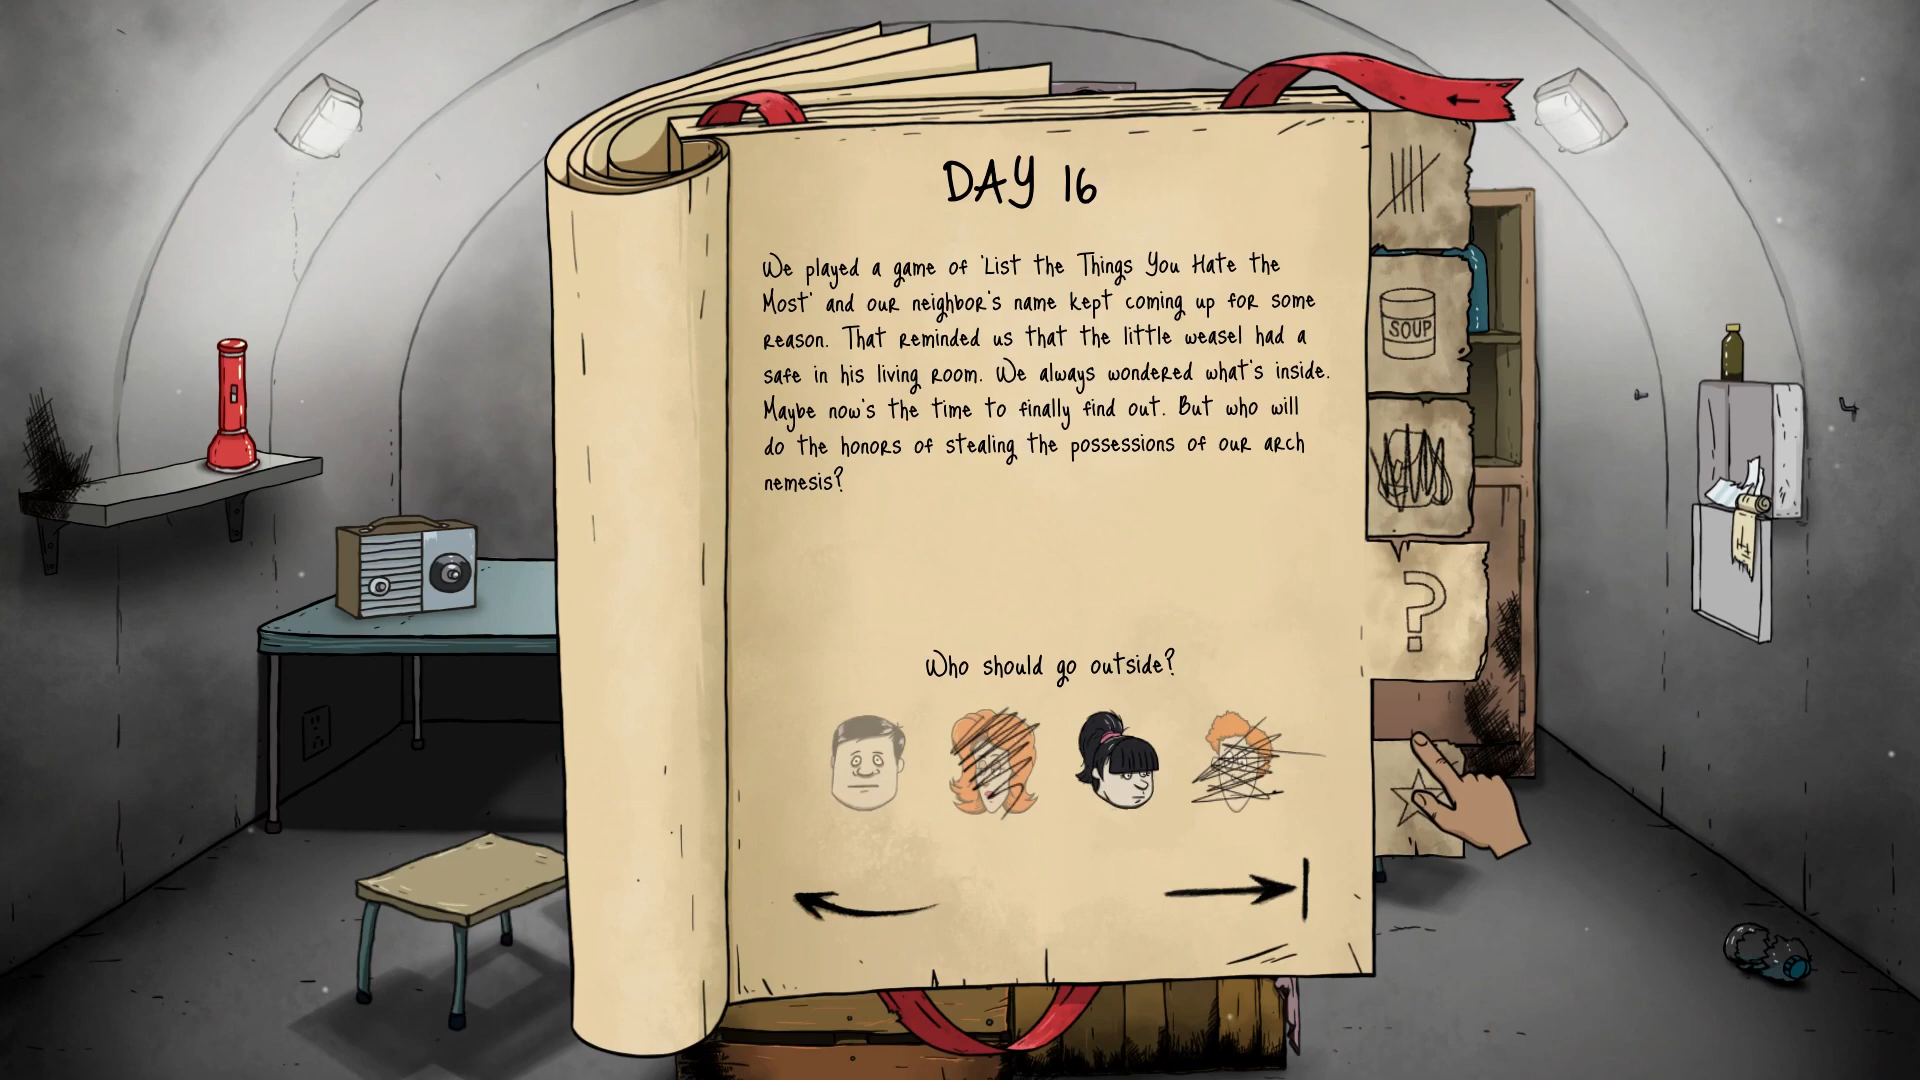 DAY 16
We played a game of 'List the Things You Hate the
Most' and our neighbor's name kept coming up for some
reason. That reminded us that the little weasel had a
safe in his living room. We always wondered what's inside.
Maybe now's the time to finally find out. But who will
do the honors of stealing the possessions of our arch
nemesis?
SOUP
?
Who should go outside?